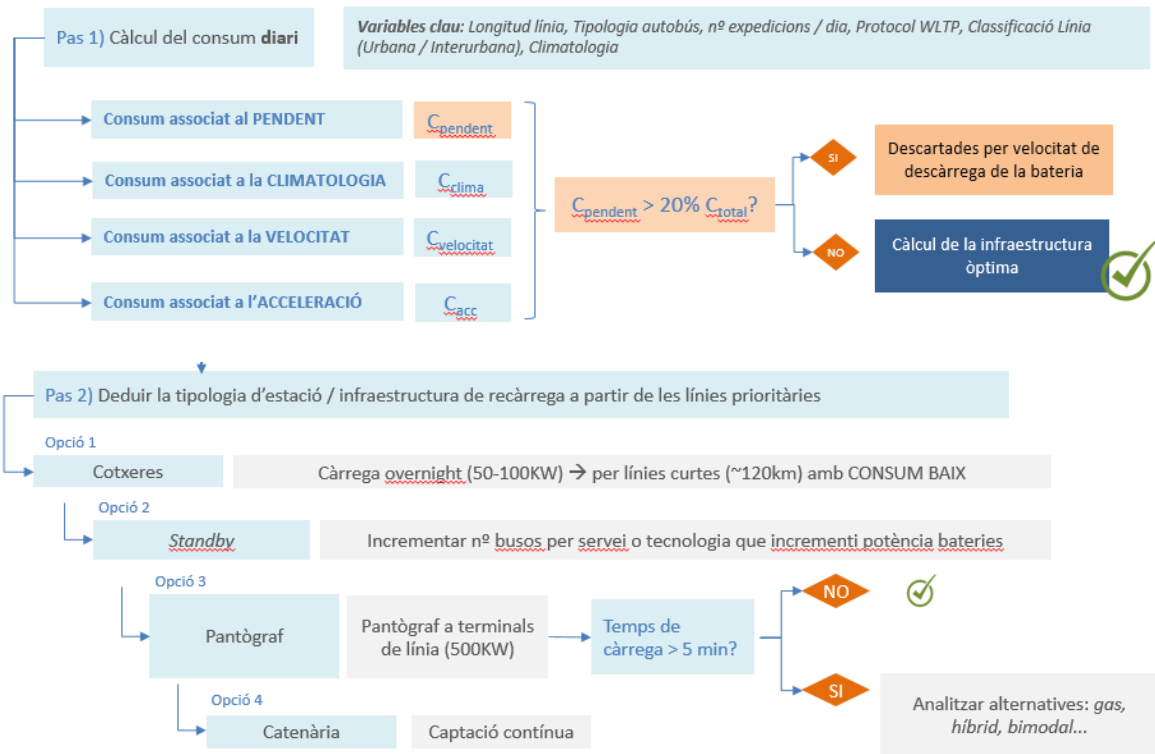 Pas 1) Càlcul del consum diari
Variables clau: Longitud línia, Tipologia autobús, nº expedicions / dia, Protocol WLTP, Classificació Línia
(Urbana / Interurbana), Climatologia
Consum associat al PENDENT
Cpendent
Consum associat a la CLIMATOLOGIA
Cclima
Consum associat a la VELOCITAT
Cvelocitat
Consum associat a l'ACCELERACIÓ
Cacc
Cpendent > 20% Ctotal?
SI
Descartades per velocitat de
descàrrega de la bateria
NO
Càlcul de la infraestructura
òptima
Pas 2) Deduir la tipologia d'estació / infraestructura de recàrrega a partir de les línies prioritàries
Opció 1
Cotxeres
Càrrega overnight (50-100KW) → per línies curtes (~120km) amb CONSUM BAIX
Opció 2
Standby
Incrementar nº busos per servei o tecnologia que incrementi potència bateries
Opció 3
Pantògraf
Pantògraf a terminals
de línia (500KW)
Temps de
càrrega > 5 min?
NO
SI
Analitzar alternatives: gas,
híbrid, bimodal...
Opció 4
Catenària
Captació contínua